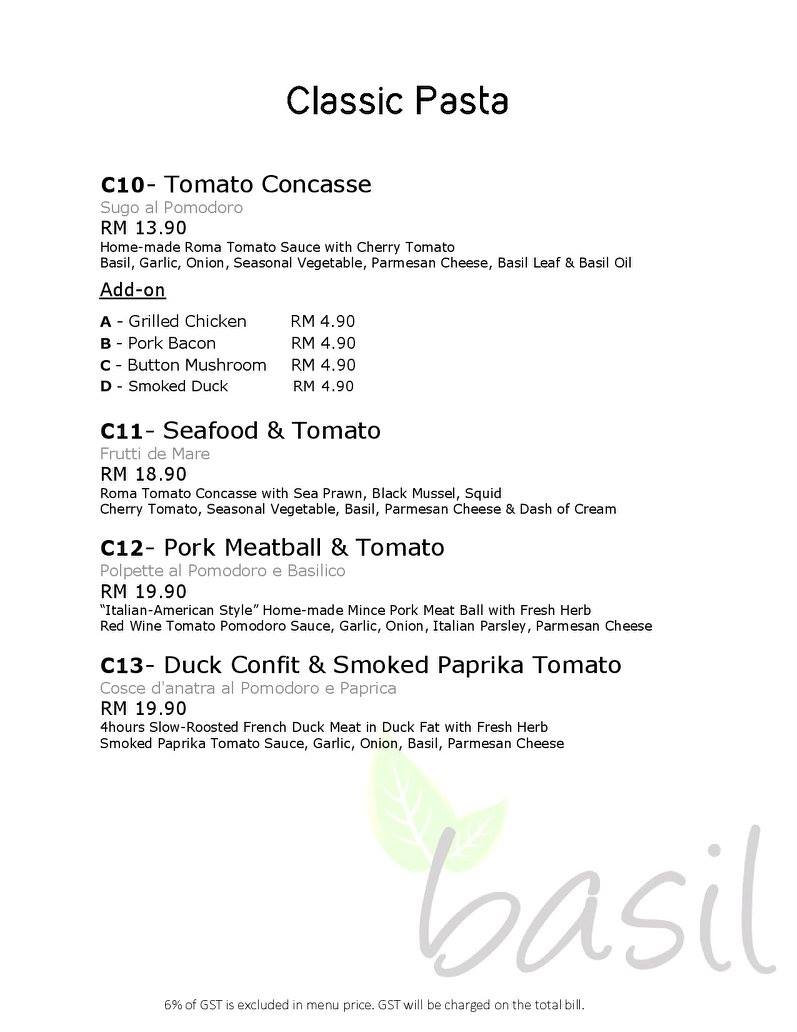 Classic Pasta
C10- Tomato Concasse
Sugo al Pomodoro
RM 13.90
Home-made Roma Tomato Sauce with Cherry Tomato
Basil, Garlic, Onion, Seasonal Vegetable, Parmesan Cheese, Basil Leaf & Basil Oil
Add-on
A - Grilled Chicken RM 4.90
B - Pork Bacon RM 4.90
C - Button Mushroom RM 4.90
D - Smoked Duck RM 4.90
C11- Seafood & Tomato
Frutti de Mare
RM 18.90
Roma Tomato Concasse with Sea Prawn, Black Mussel, Squid
Cherry Tomato, Seasonal Vegetable, Basil, Parmesan Cheese & Dash of Cream
C12- Pork Meatball & Tomato
Polpette al Pomodoro e Basilico
RM 19.90
“Italian-American Style” Home-made Mince Pork Meat Ball with Fresh Herb
Red Wine Tomato Pomodoro Sauce, Garlic, Onion, Italian Parsley, Parmesan Cheese
C13- Duck Confit & Smoked Paprika Tomato
Cosce d'anatra al Pomodoro e Paprica
RM 19.90
4hours Slow-Roosted French Duck Meat in Duck Fat with Fresh Herb
Smoked Paprika Tomato Sauce, Garlic, Onion, Basil, Parmesan Cheese
basil
6% of GST is excluded in menu price. GST will be charged on the total bill.